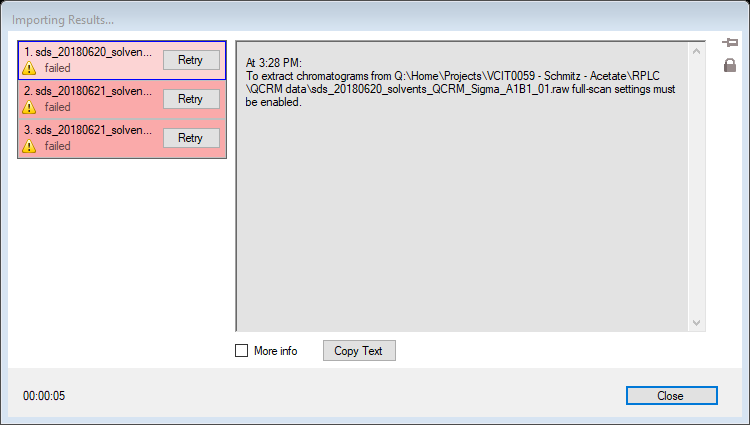 Importing Results...
1. sds_20180620_solven...
failed
Retry
2. sds_20180621_solven...
failed
Retry
3. sds_20180621_solven...
failed
Retry
At 3:28 PM:
To extract chromatograms from Q:\Home\Projects\VCIT0059 - Schmitz - Acetate\RPLC
\QCRM data\sds_20180620_solvents_QCRM_Sigma_A1B1_01.raw full-scan settings must
be enabled.
More info
Copy Text
00:00:05
Close